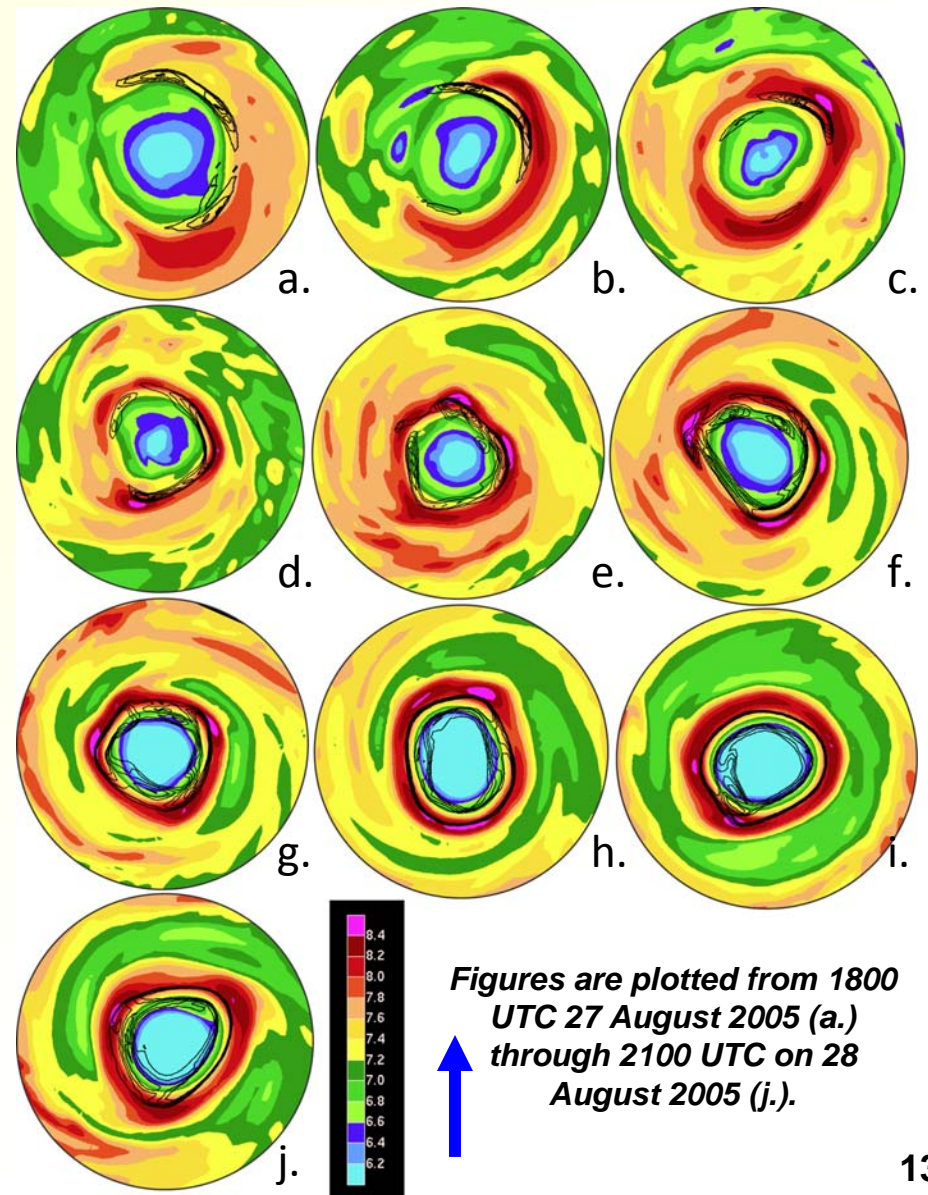 a.
b.
c.
d.
e.
f.
g.
h.
i.
j.
8.4
8.2
8.0
7.8
7.6
7.4
7.2
7.0
6.8
6.6
6.4
6.2
Figures are plotted from 1800
UTC 27 August 2005 (a.)
through 2100 UTC on 28
August 2005 (j.).
13